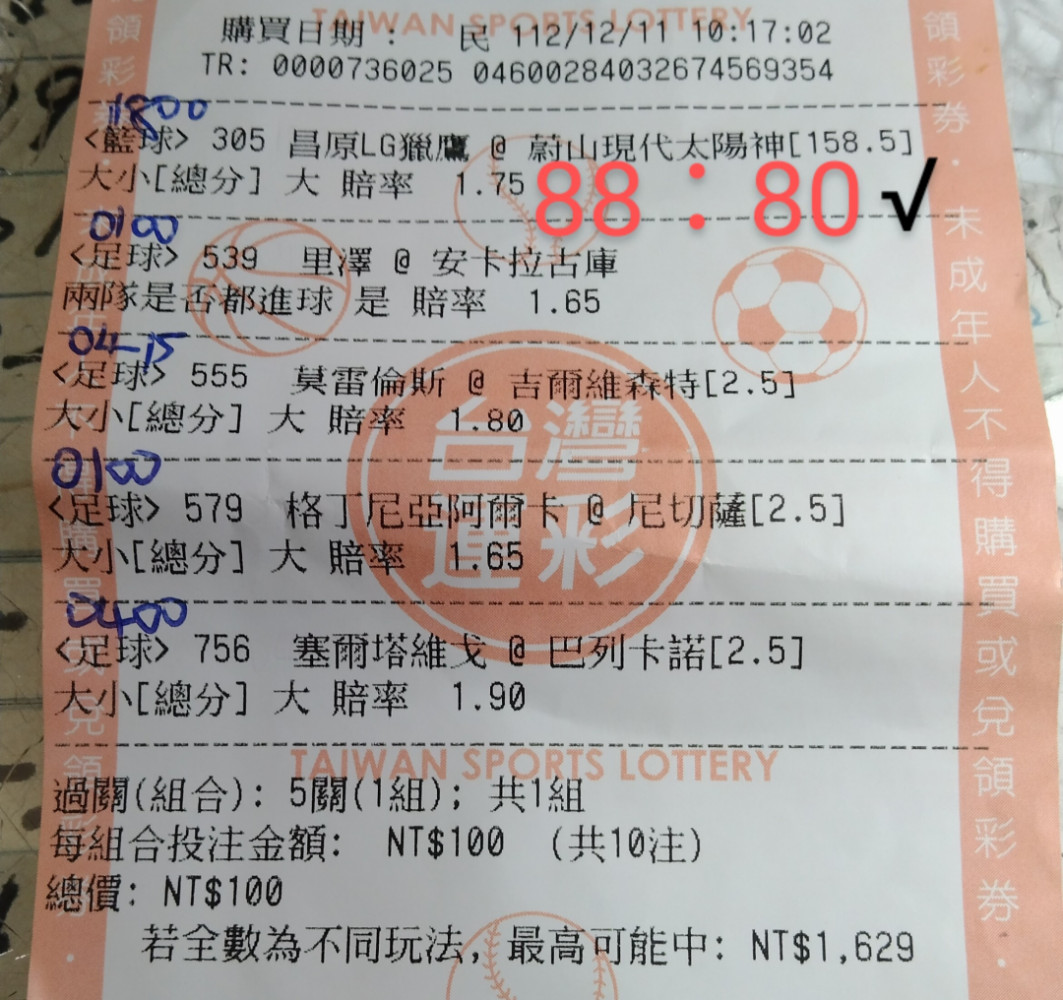 TAIWAN SPORTS LOTTERY
購買日期： 民 112/12/11 10:17:02
TR: 0000736025 04600284032674569354
1800
<籃球> 305 昌原LG獵鷹 @ 蔚山現代太陽神[158.5]
大小[總分] 大 賠率 1.75
88：80√
0100
<足球> 539 里澤 @ 安卡拉古庫
兩隊是否都進球 是 賠率 1.65
0415
<足球> 555 莫雷倫斯 @ 吉爾維森特[2.5]
大小[總分] 大 賠率 1.80
0100
<足球> 579 格丁尼亞阿爾卡 @ 尼切薩[2.5]
大小[總分] 大 賠率 1.65
0400
<足球> 756 塞爾塔維戈 @ 巴列卡諾[2.5]
大小[總分] 大 賠率 1.90
台灣
運彩
TAIWAN SPORTS LOTTERY
過關(組合): 5關(1組); 共1組
每組合投注金額: NT$100 (共10注)
總價: NT$100
若全數為不同玩法, 最高可能中: NT$1,629
領彩券·未成年人不得購買或兌領彩券·